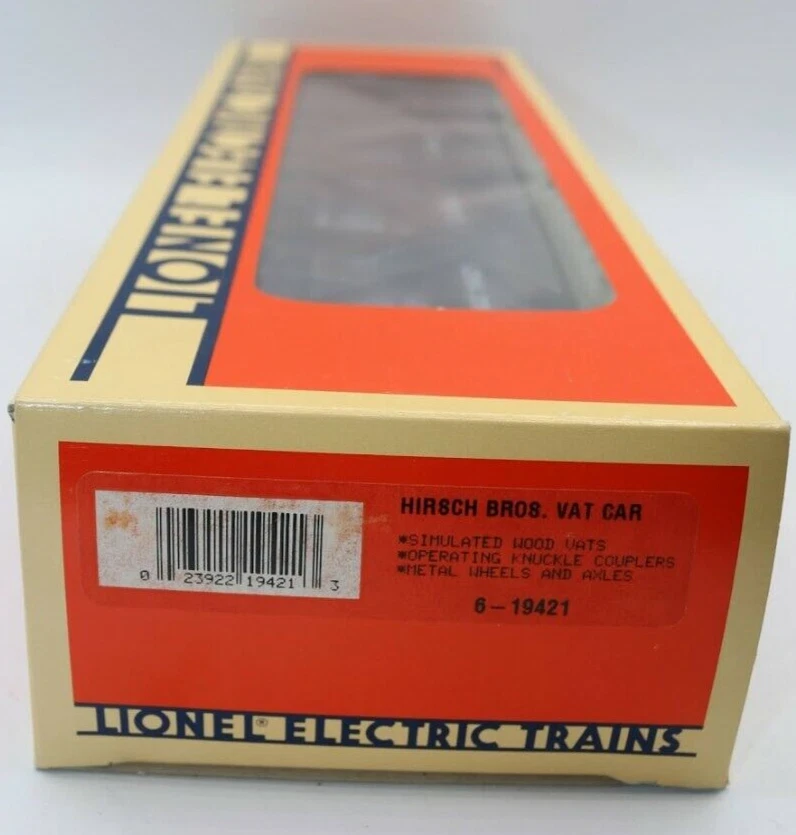 LIONEL ELECTRIC
HIRSCH BROS. VAT CAR
*SIMULATED WOOD VATS
*OPERATING KNUCKLE COUPLERS
*METAL WHEELS AND AXLES
6-19421
0 23922 19421 3
LIONEL® ELECTRIC TRAINS